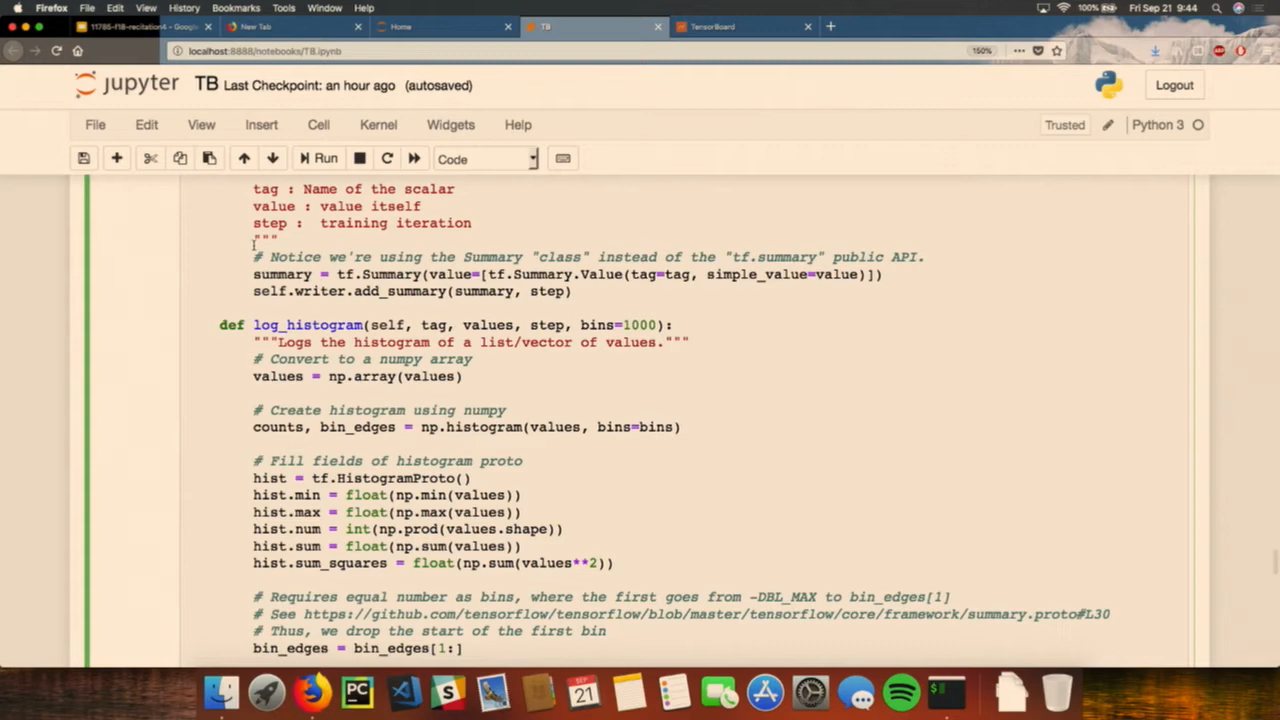 Firefox File Edit View History Bookmarks Tools Window Help 100% Fri Sep 21 9:44
11785-f18-recitation4 - Google New Tab Home TB TensorBoard
localhost:8888/notebooks/TB.ipynb 150%
jupyter TB Last Checkpoint: an hour ago (autosaved) Logout
File Edit View Insert Cell Kernel Widgets Help Trusted Python 3
Run Code
tag : Name of the scalar
value : value itself
step :  training iteration
"""
# Notice we're using the Summary "class" instead of the "tf.summary" public API.
summary = tf.Summary(value=[tf.Summary.Value(tag=tag, simple_value=value)])
self.writer.add_summary(summary, step)
def log_histogram(self, tag, values, step, bins=1000):
"""Logs the histogram of a list/vector of values."""
# Convert to a numpy array
values = np.array(values)
# Create histogram using numpy
counts, bin_edges = np.histogram(values, bins=bins)
# Fill fields of histogram proto
hist = tf.HistogramProto()
hist.min = float(np.min(values))
hist.max = float(np.max(values))
hist.num = int(np.prod(values.shape))
hist.sum = float(np.sum(values))
hist.sum_squares = float(np.sum(values**2))
# Requires equal number as bins, where the first goes from -DBL_MAX to bin_edges[1]
# See https://github.com/tensorflow/tensorflow/blob/master/tensorflow/core/framework/summary.proto#L30
# Thus, we drop the start of the first bin
bin_edges = bin_edges[1:]
PC SEP
21